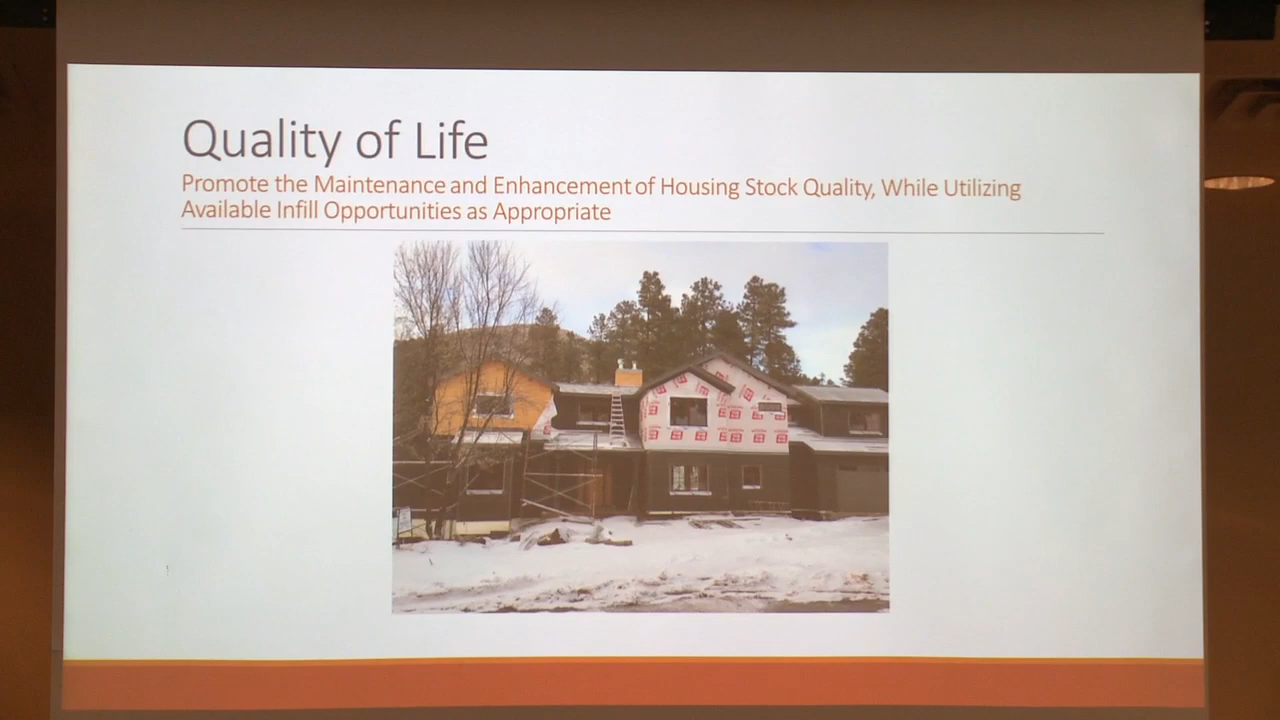 Quality of Life
Promote the Maintenance and Enhancement of Housing Stock Quality, While Utilizing
Available Infill Opportunities as Appropriate